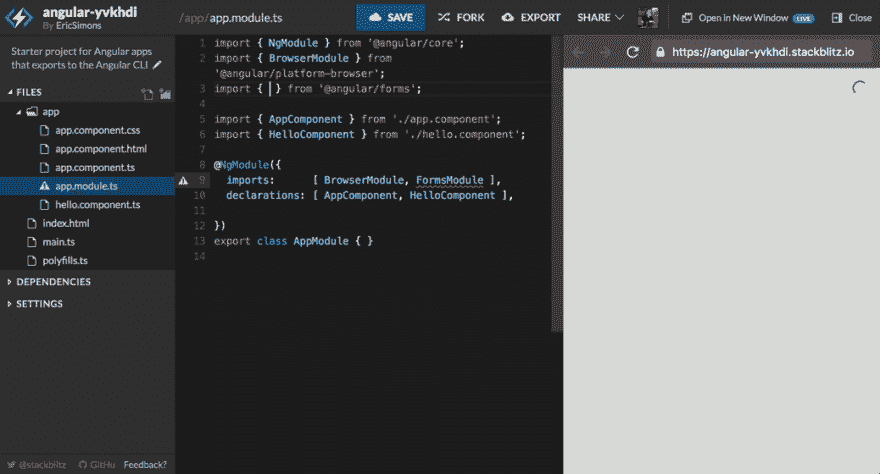 angular-yvkhdi
By EricSimons
/app/app.module.ts
SAVE
FORK
EXPORT
SHARE
Open in New Window LIVE
Close
Starter project for Angular apps
that exports to the Angular CLI
FILES
app
app.component.css
app.component.html
app.component.ts
app.module.ts
hello.component.ts
index.html
main.ts
polyfills.ts
DEPENDENCIES
SETTINGS
@stackblitz GitHu Feedback?
1 import { NgModule } from '@angular/core';
2 import { BrowserModule } from
'@angular/platform-browser';
3 import { } from '@angular/forms';
4
5 import { AppComponent } from './app.component';
6 import { HelloComponent } from './hello.component';
7
8 @NgModule({
9 imports: [ BrowserModule, FormsModule ],
10 declarations: [ AppComponent, HelloComponent ],
11
12 })
13 export class AppModule { }
14
https://angular-yvkhdi.stackblitz.io